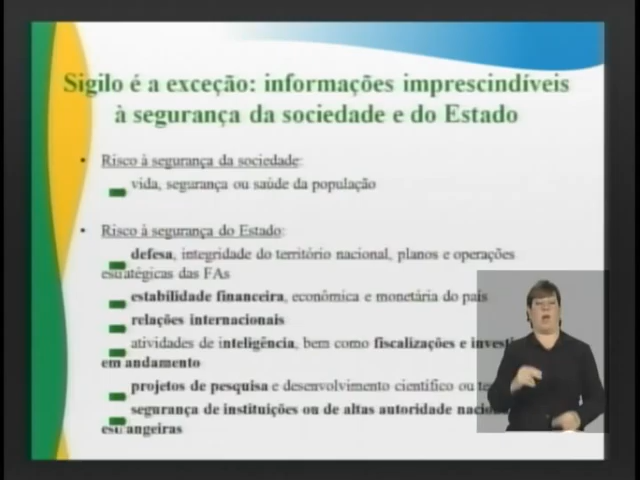 Sigilo é a exceção: informações imprescindíveis
à segurança da sociedade e do Estado
• Risco à segurança da sociedade:
vida, segurança ou saúde da população
• Risco à segurança do Estado:
defesa, integridade do território nacional, planos e operações
estratégicas das FAs
estabilidade financeira, econômica e monetária do país
relações internacionais
atividades de inteligência, bem como fiscalizações e
em andamento
projetos de pesquisa e desenvolvimento científico ou
segurança de instituições ou de altas autoridade
estrangeiras